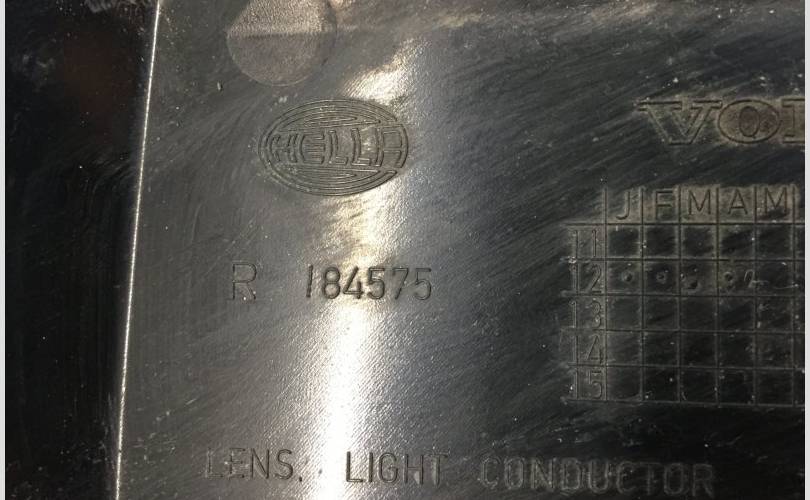 HELLA
VOL
J F M A M
11
12
R 184575
13
14
15
LENS, LIGHT CONDUCTOR